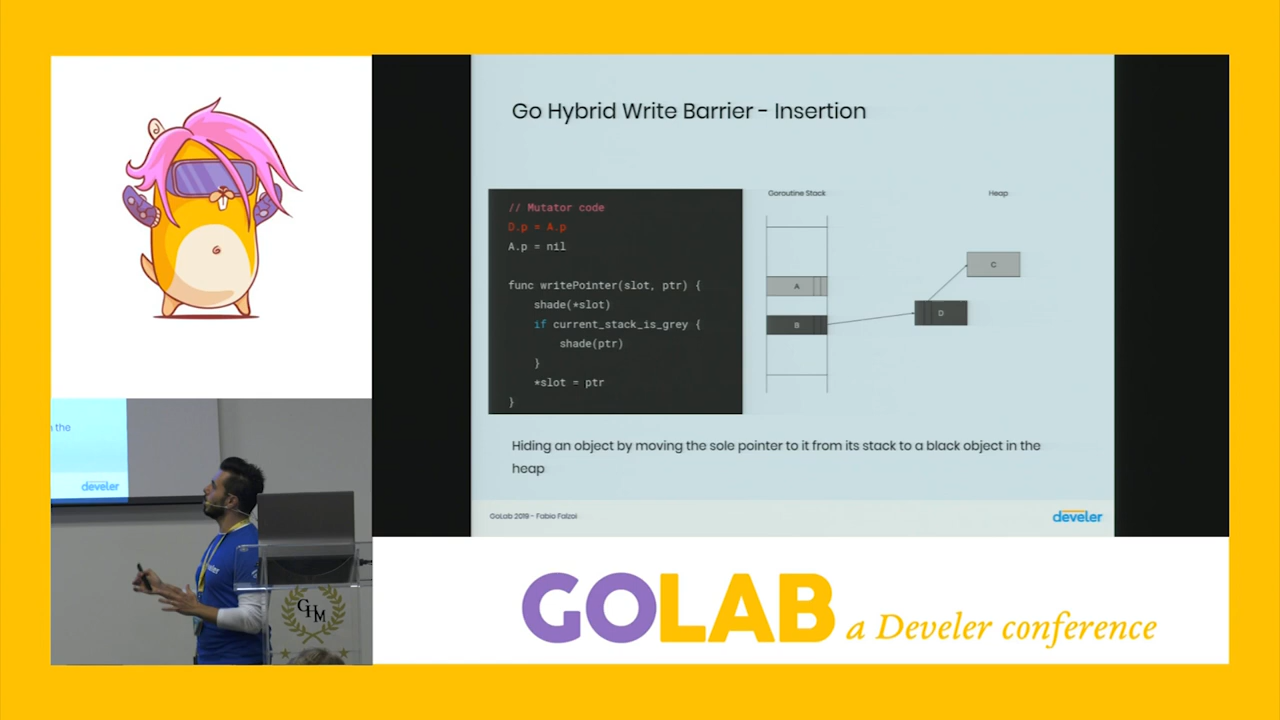 Go Hybrid Write Barrier - Insertion
// Mutator code
D.p = A.p
A.p = nil
func writePointer(slot, ptr) {
shade(*slot)
if current_stack_is_grey {
shade(ptr)
}
*slot = ptr
}
Goroutine Stack
Heap
A
B
C
D
Hiding an object by moving the sole pointer to it from its stack to a black object in the
heap
GoLab 2019 - Fabio Falzoi
develer
n the
develer
GHM
GOLAB a Develer conference